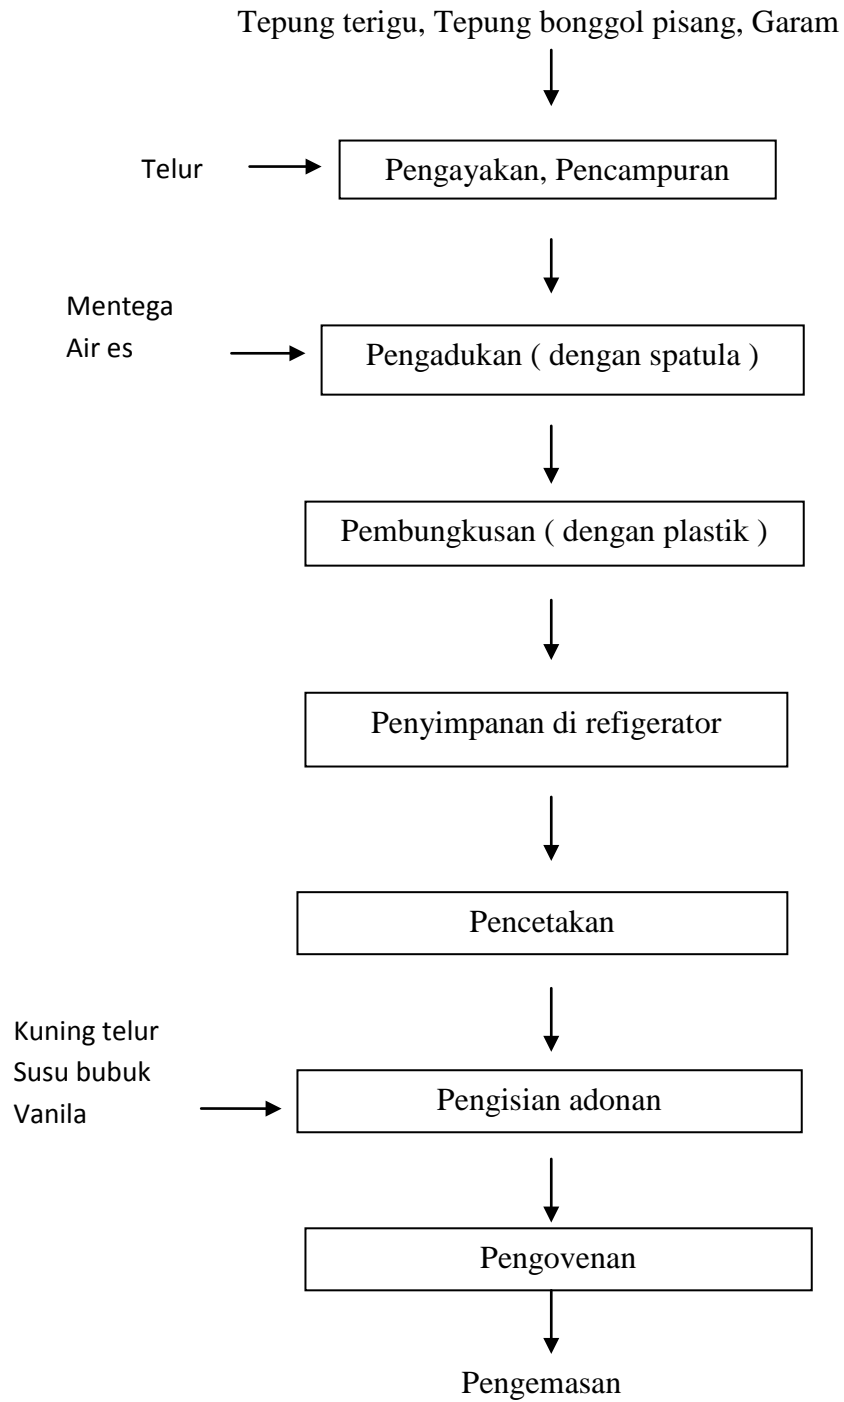 Tepung terigu, Tepung bonggol pisang, Garam
Telur
Pengayakan, Pencampuran
Mentega
Air es
Pengadukan ( dengan spatula )
Pembungkusan ( dengan plastik )
Penyimpanan di refigerator
Pencetakan
Kuning telur
Susu bubuk
Vanila
Pengisian adonan
Pengovenan
Pengemasan